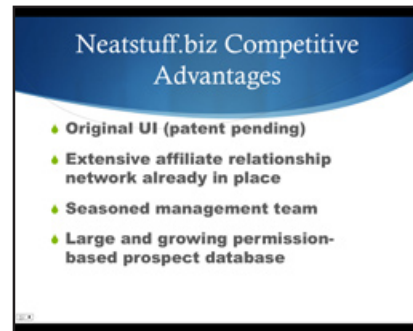 Neatstuff.biz Competitive
Advantages
Original UI (patent pending)
Extensive affiliate relationship
network already in place
Seasoned management team
Large and growing permission-
based prospect database